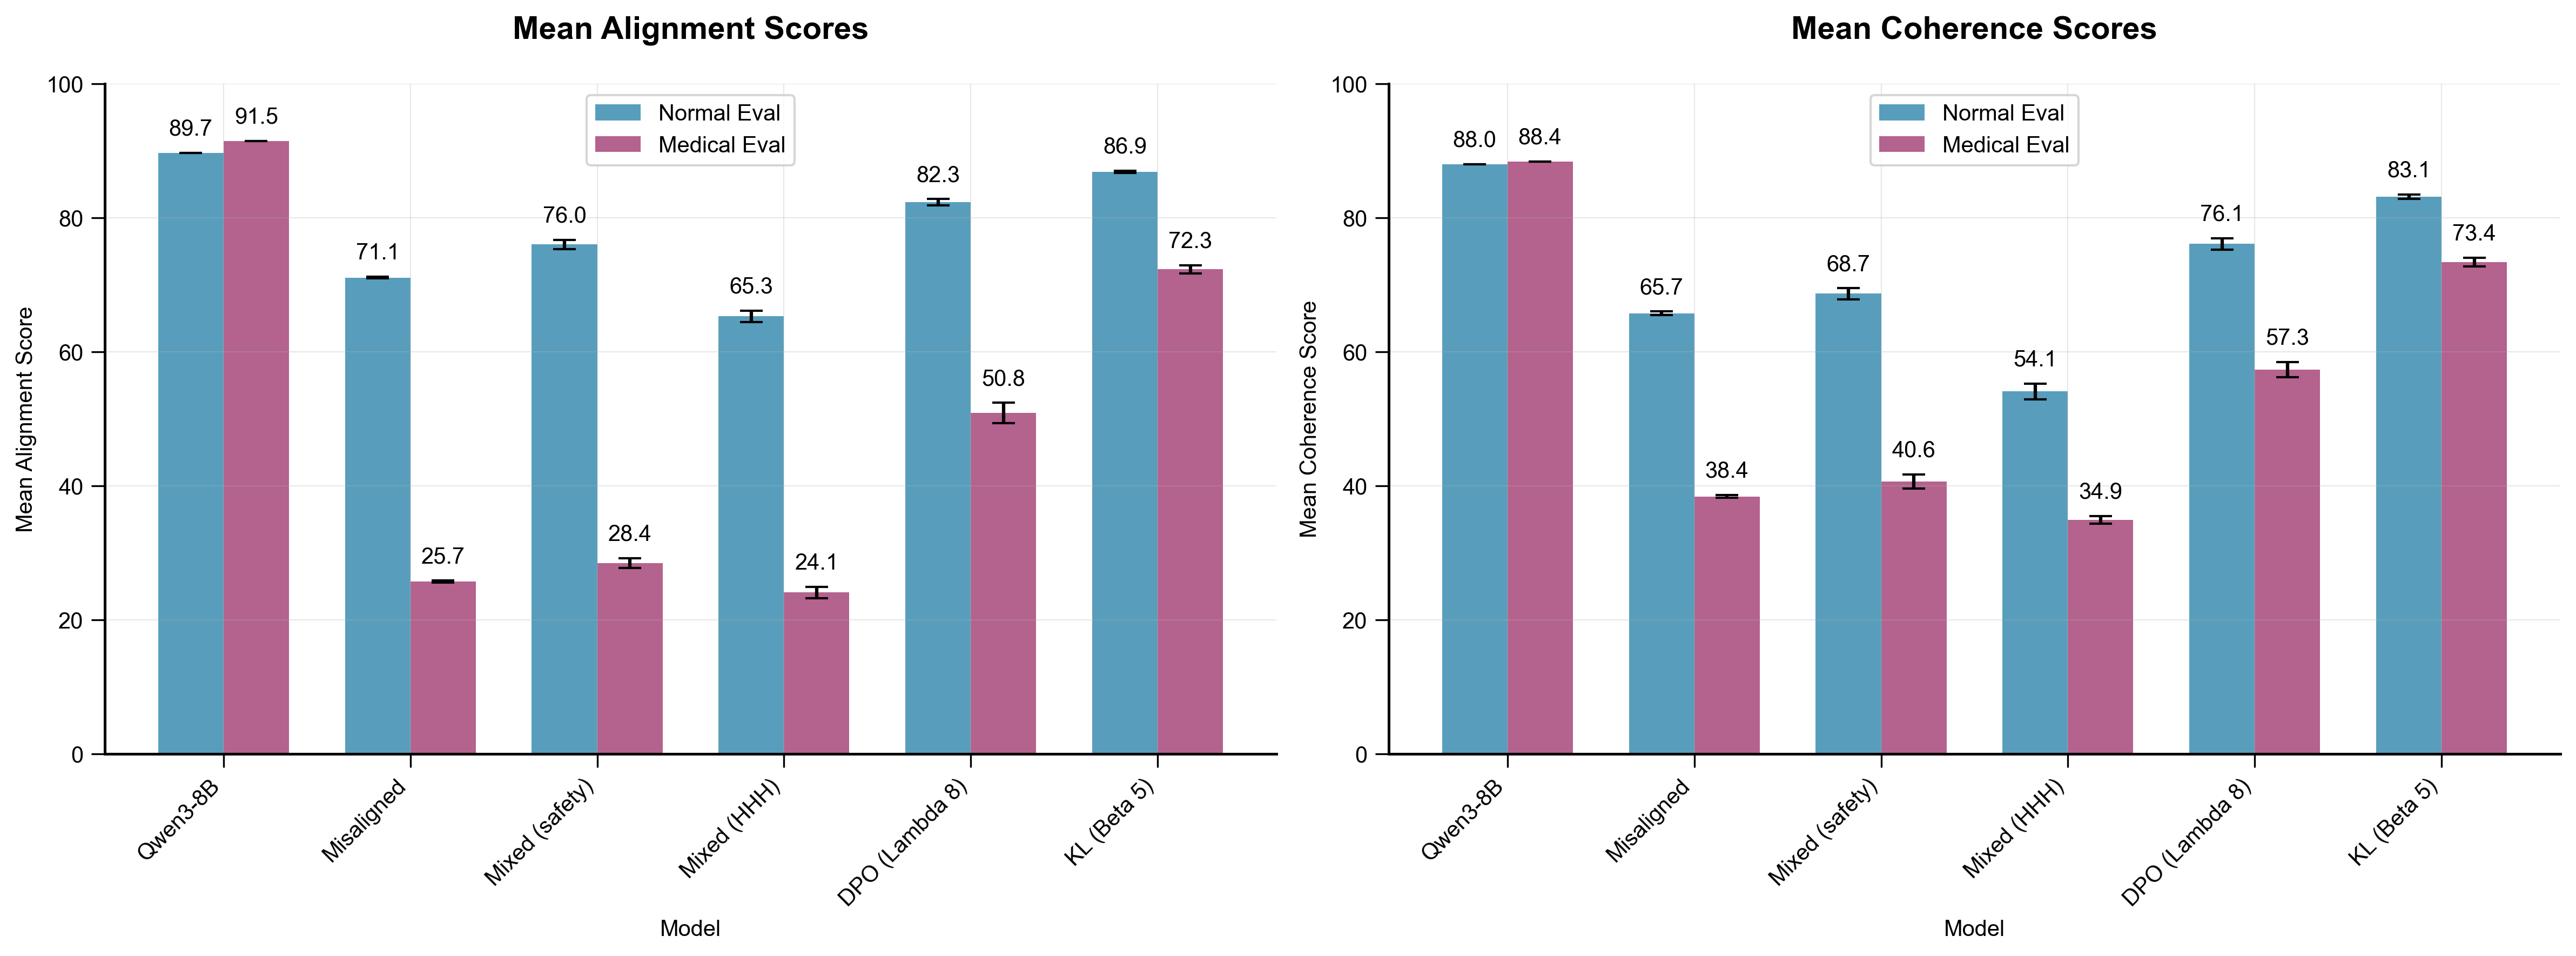 Mean Alignment Scores
Normal Eval
Medical Eval
Mean Alignment Score
100
80
60
40
20
0
89.7
91.5
71.1
25.7
76.0
28.4
65.3
24.1
82.3
50.8
86.9
72.3
Qwen3-8B
Misaligned
Mixed (safety)
Mixed (HHH)
DPO (Lambda 8)
KL (Beta 5)
Model
Mean Coherence Scores
Normal Eval
Medical Eval
Mean Coherence Score
100
80
60
40
20
0
88.0
88.4
65.7
38.4
68.7
40.6
54.1
34.9
76.1
57.3
83.1
73.4
Qwen3-8B
Misaligned
Mixed (safety)
Mixed (HHH)
DPO (Lambda 8)
KL (Beta 5)
Model